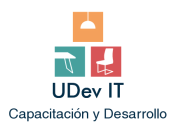 UDev IT
Capacitación y Desarrollo